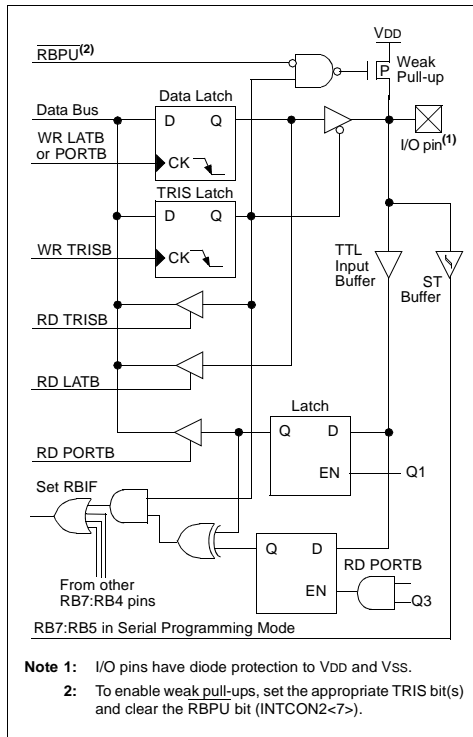 VDD
RBPU(2)
Weak
Pull-up
P
Data Bus
Data Latch
D Q
WR LATB
or PORTB
CK
I/O pin(1)
TRIS Latch
D Q
WR TRISB
CK
TTL
Input
Buffer
ST
Buffer
RD TRISB
RD LATB
Latch
Q D
RD PORTB
EN
Q1
Set RBIF
Q D
RD PORTB
EN
Q3
From other
RB7:RB4 pins
RB7:RB5 in Serial Programming Mode
Note 1: I/O pins have diode protection to VDD and VSS.
2: To enable weak pull-ups, set the appropriate TRIS bit(s)
and clear the RBPU bit (INTCON2<7>).